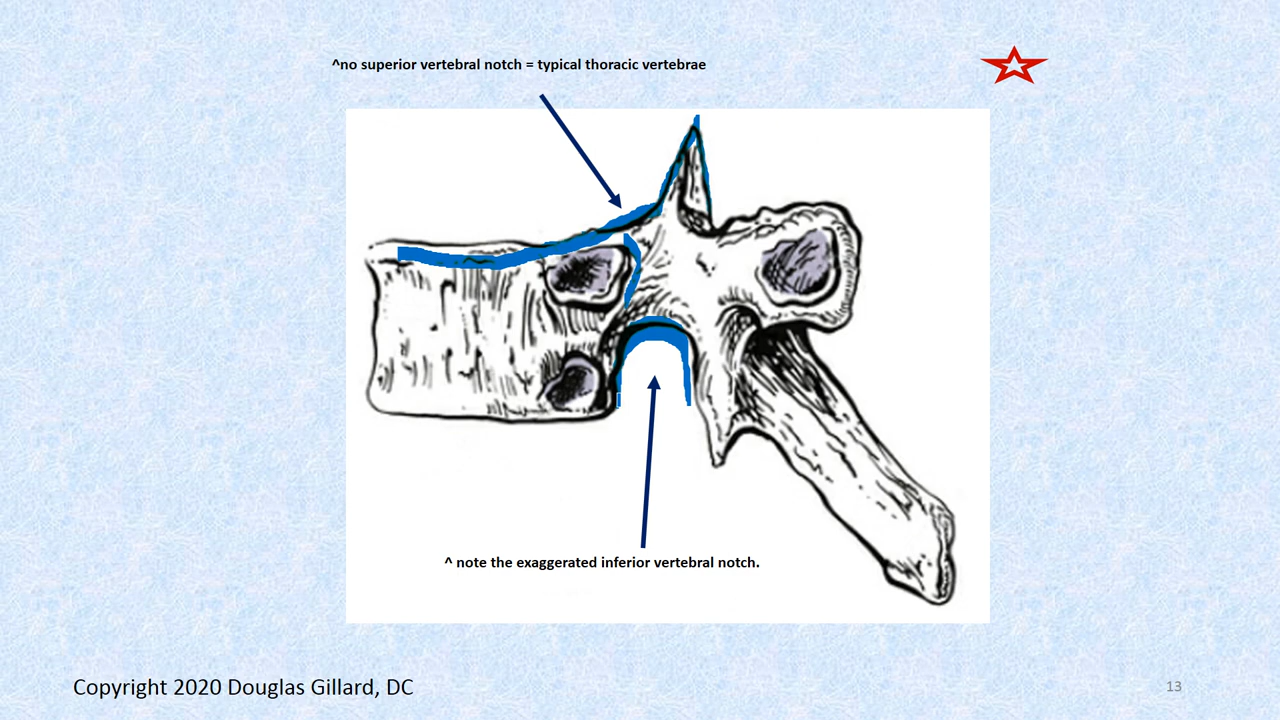 ^no superior vertebral notch = typical thoracic vertebrae
^ note the exaggerated inferior vertebral notch.
Copyright 2020 Douglas Gillard, DC
13